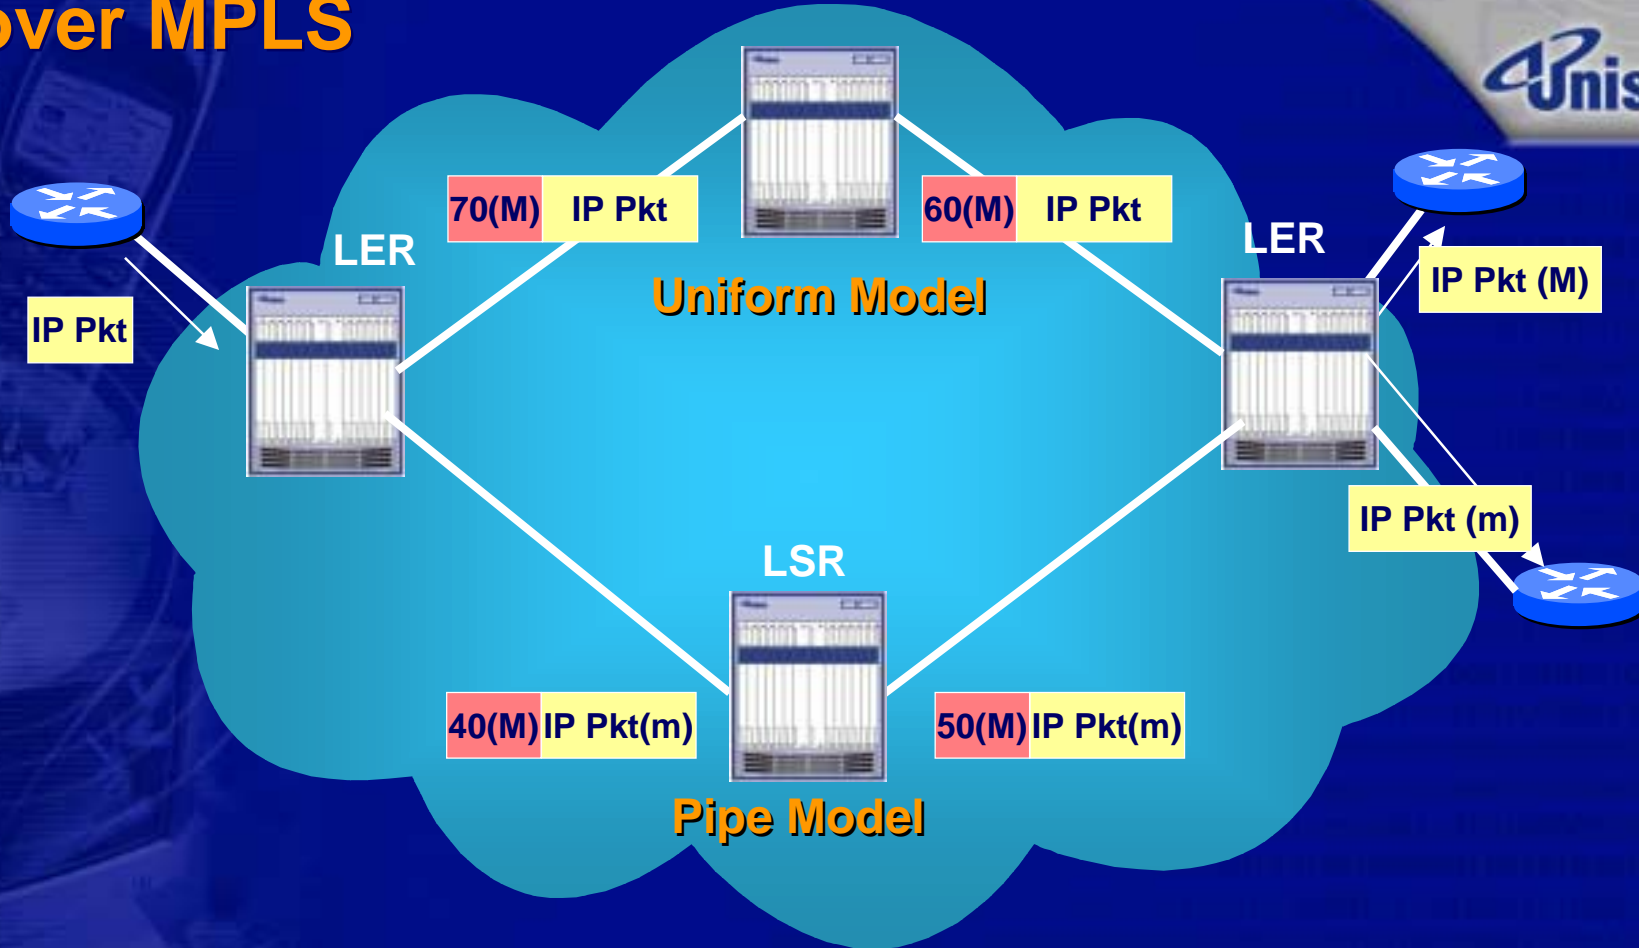 over MPLS
70(M) IP Pkt
60(M) IP Pkt
LER
LER
IP Pkt
Uniform Model
IP Pkt (M)
IP Pkt (m)
LSR
40(M) IP Pkt(m)
50(M) IP Pkt(m)
Pipe Model